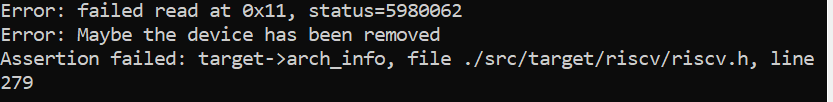 Error: failed read at 0x11, status=5980062
Error: Maybe the device has been removed
Assertion failed: target->arch_info, file ./src/target/riscv/riscv.h, line
279